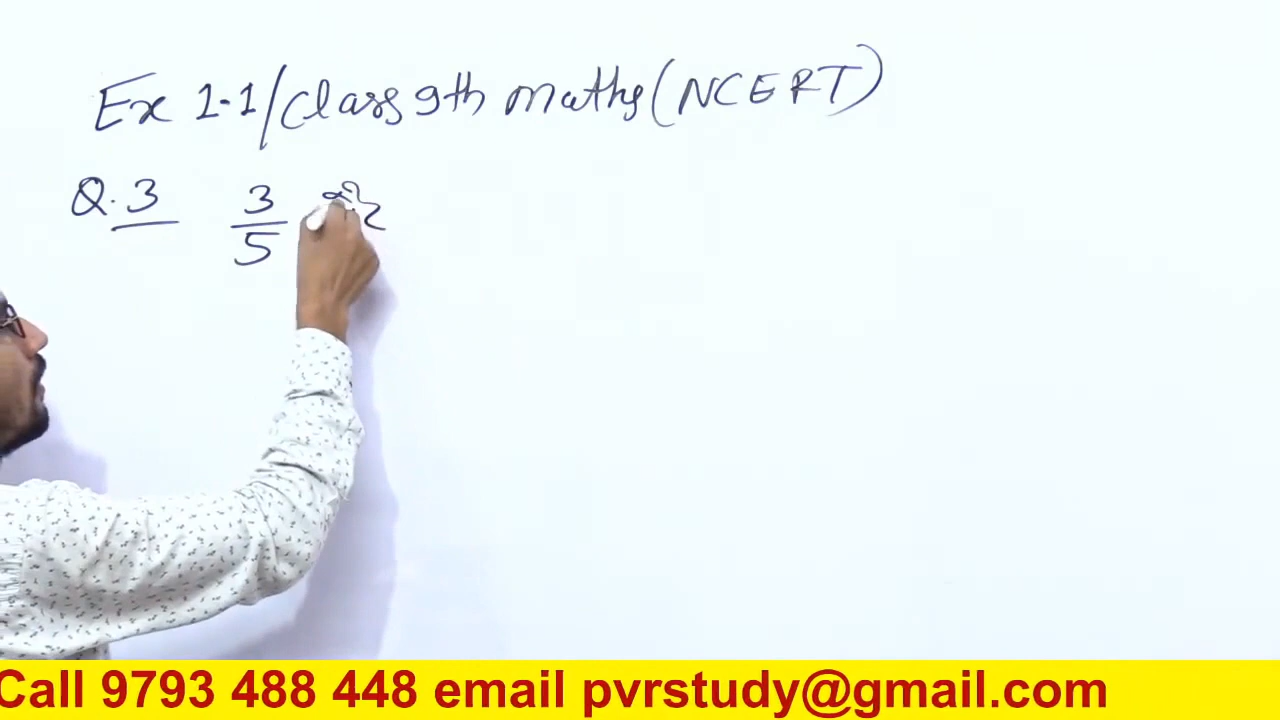 Ex 1.1/Class 9th maths (NCERT)
Q.3 3/5
Call 9793 488 448 email pvrstudy@gmail.com